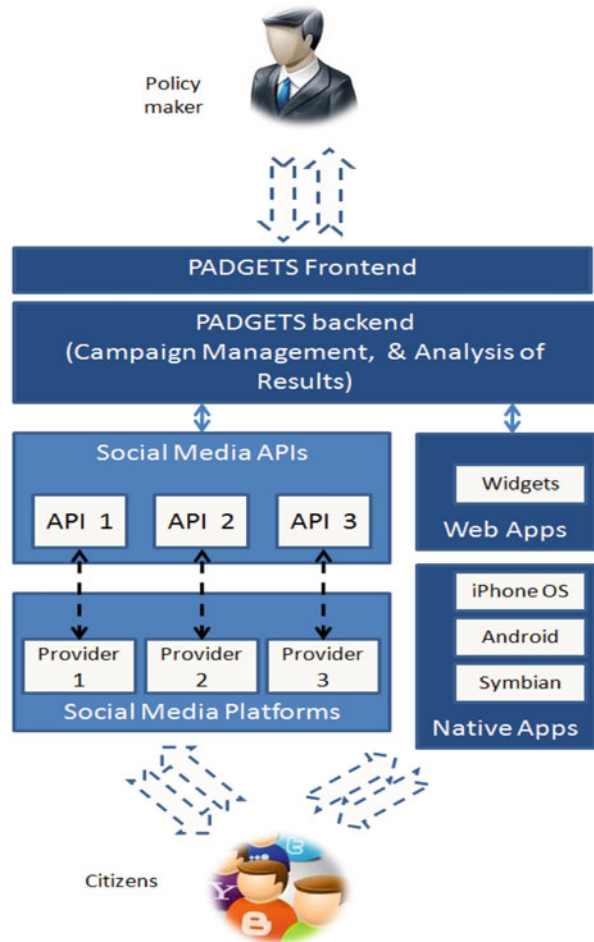 Policy
maker
PADGETS Frontend
PADGETS backend
(Campaign Management, & Analysis of
Results)
Social Media APIs
API 1
API 2
API 3
Widgets
Web Apps
Provider
1
Provider
2
Provider
3
Social Media Platforms
iPhone OS
Android
Symbian
Native Apps
Citizens
Y
B
t